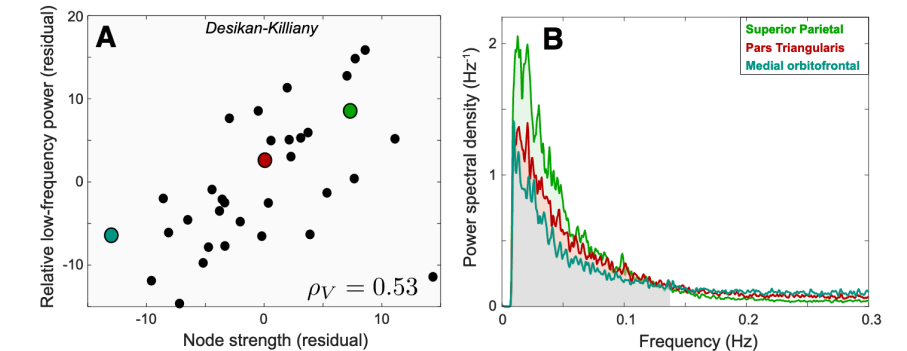 A
Desikan-Killiany
Relative low-frequency power (residual)
20
10
0
-10
-10
0
10
Node strength (residual)
ρV = 0.53
B
Superior Parietal
Pars Triangularis
Medial orbitofrontal
Power spectral density (Hz-1)
2
1
0
0
0.1
0.2
0.3
Frequency (Hz)